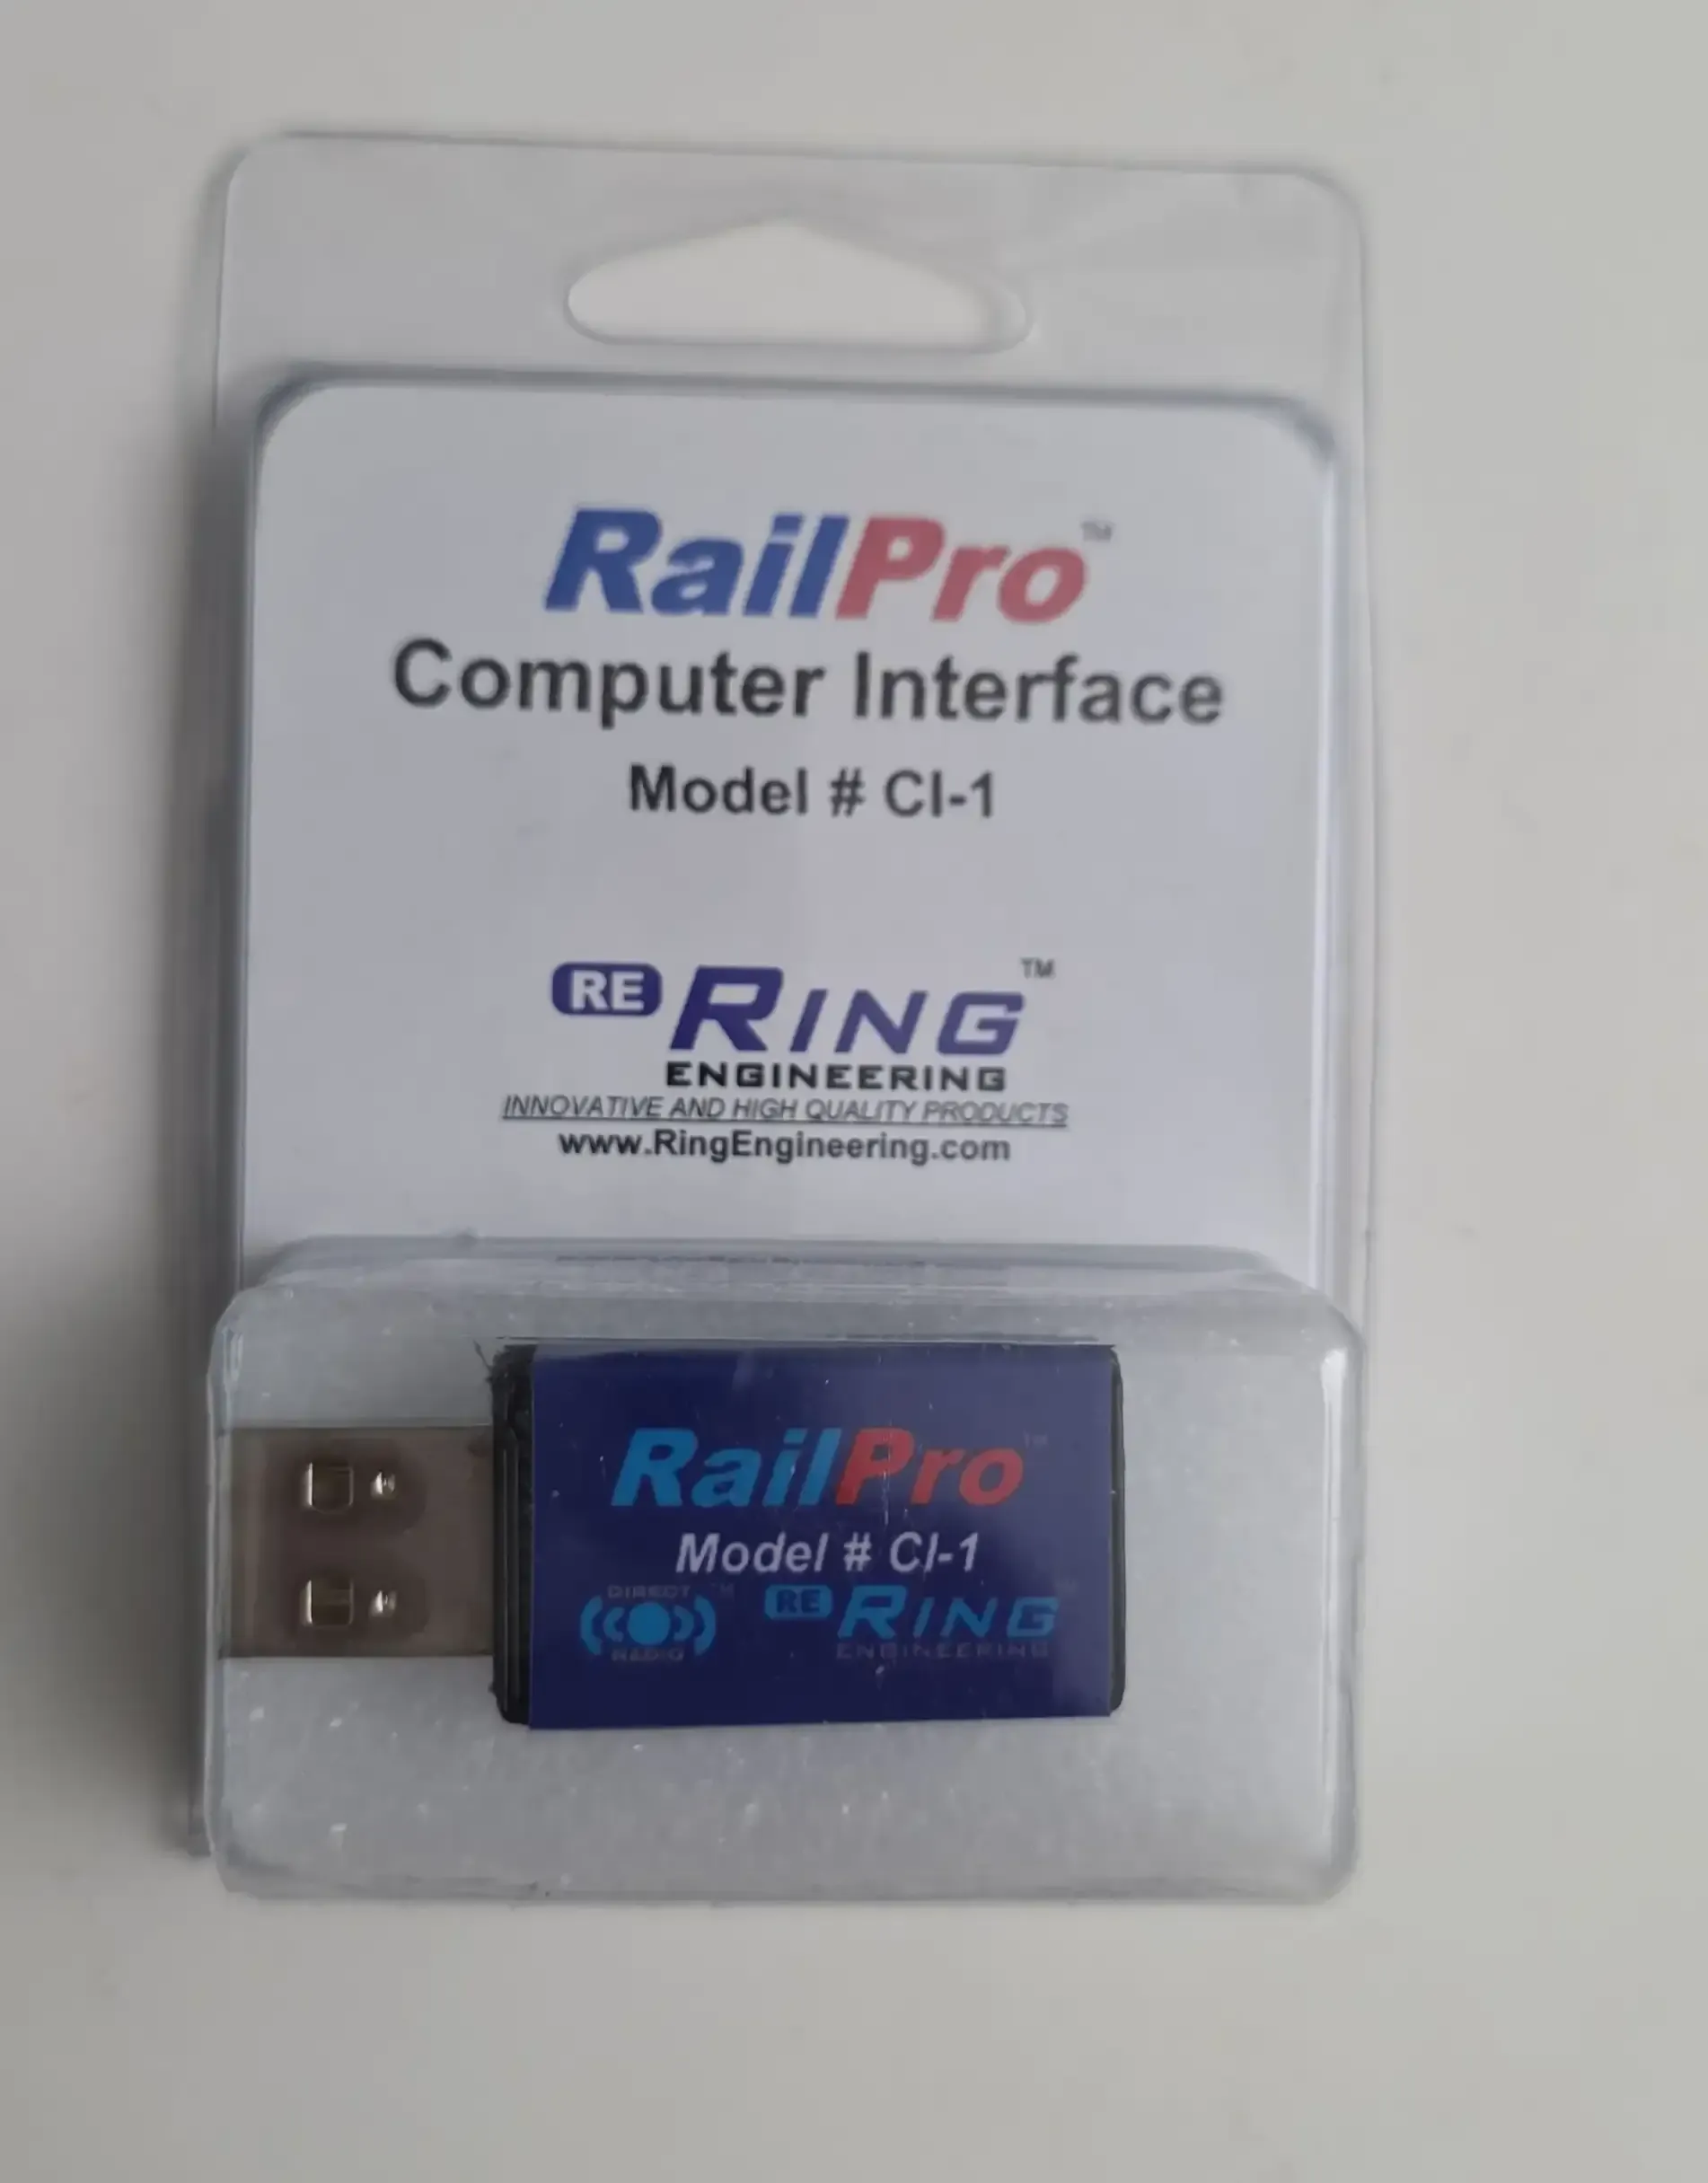 RailPro™
Computer Interface
Model # CI-1
RE RING™
ENGINEERING
INNOVATIVE AND HIGH QUALITY PRODUCTS
www.RingEngineering.com
RailPro™
Model # CI-1
DIRECT™
RADIO
RE RING
ENGINEERING